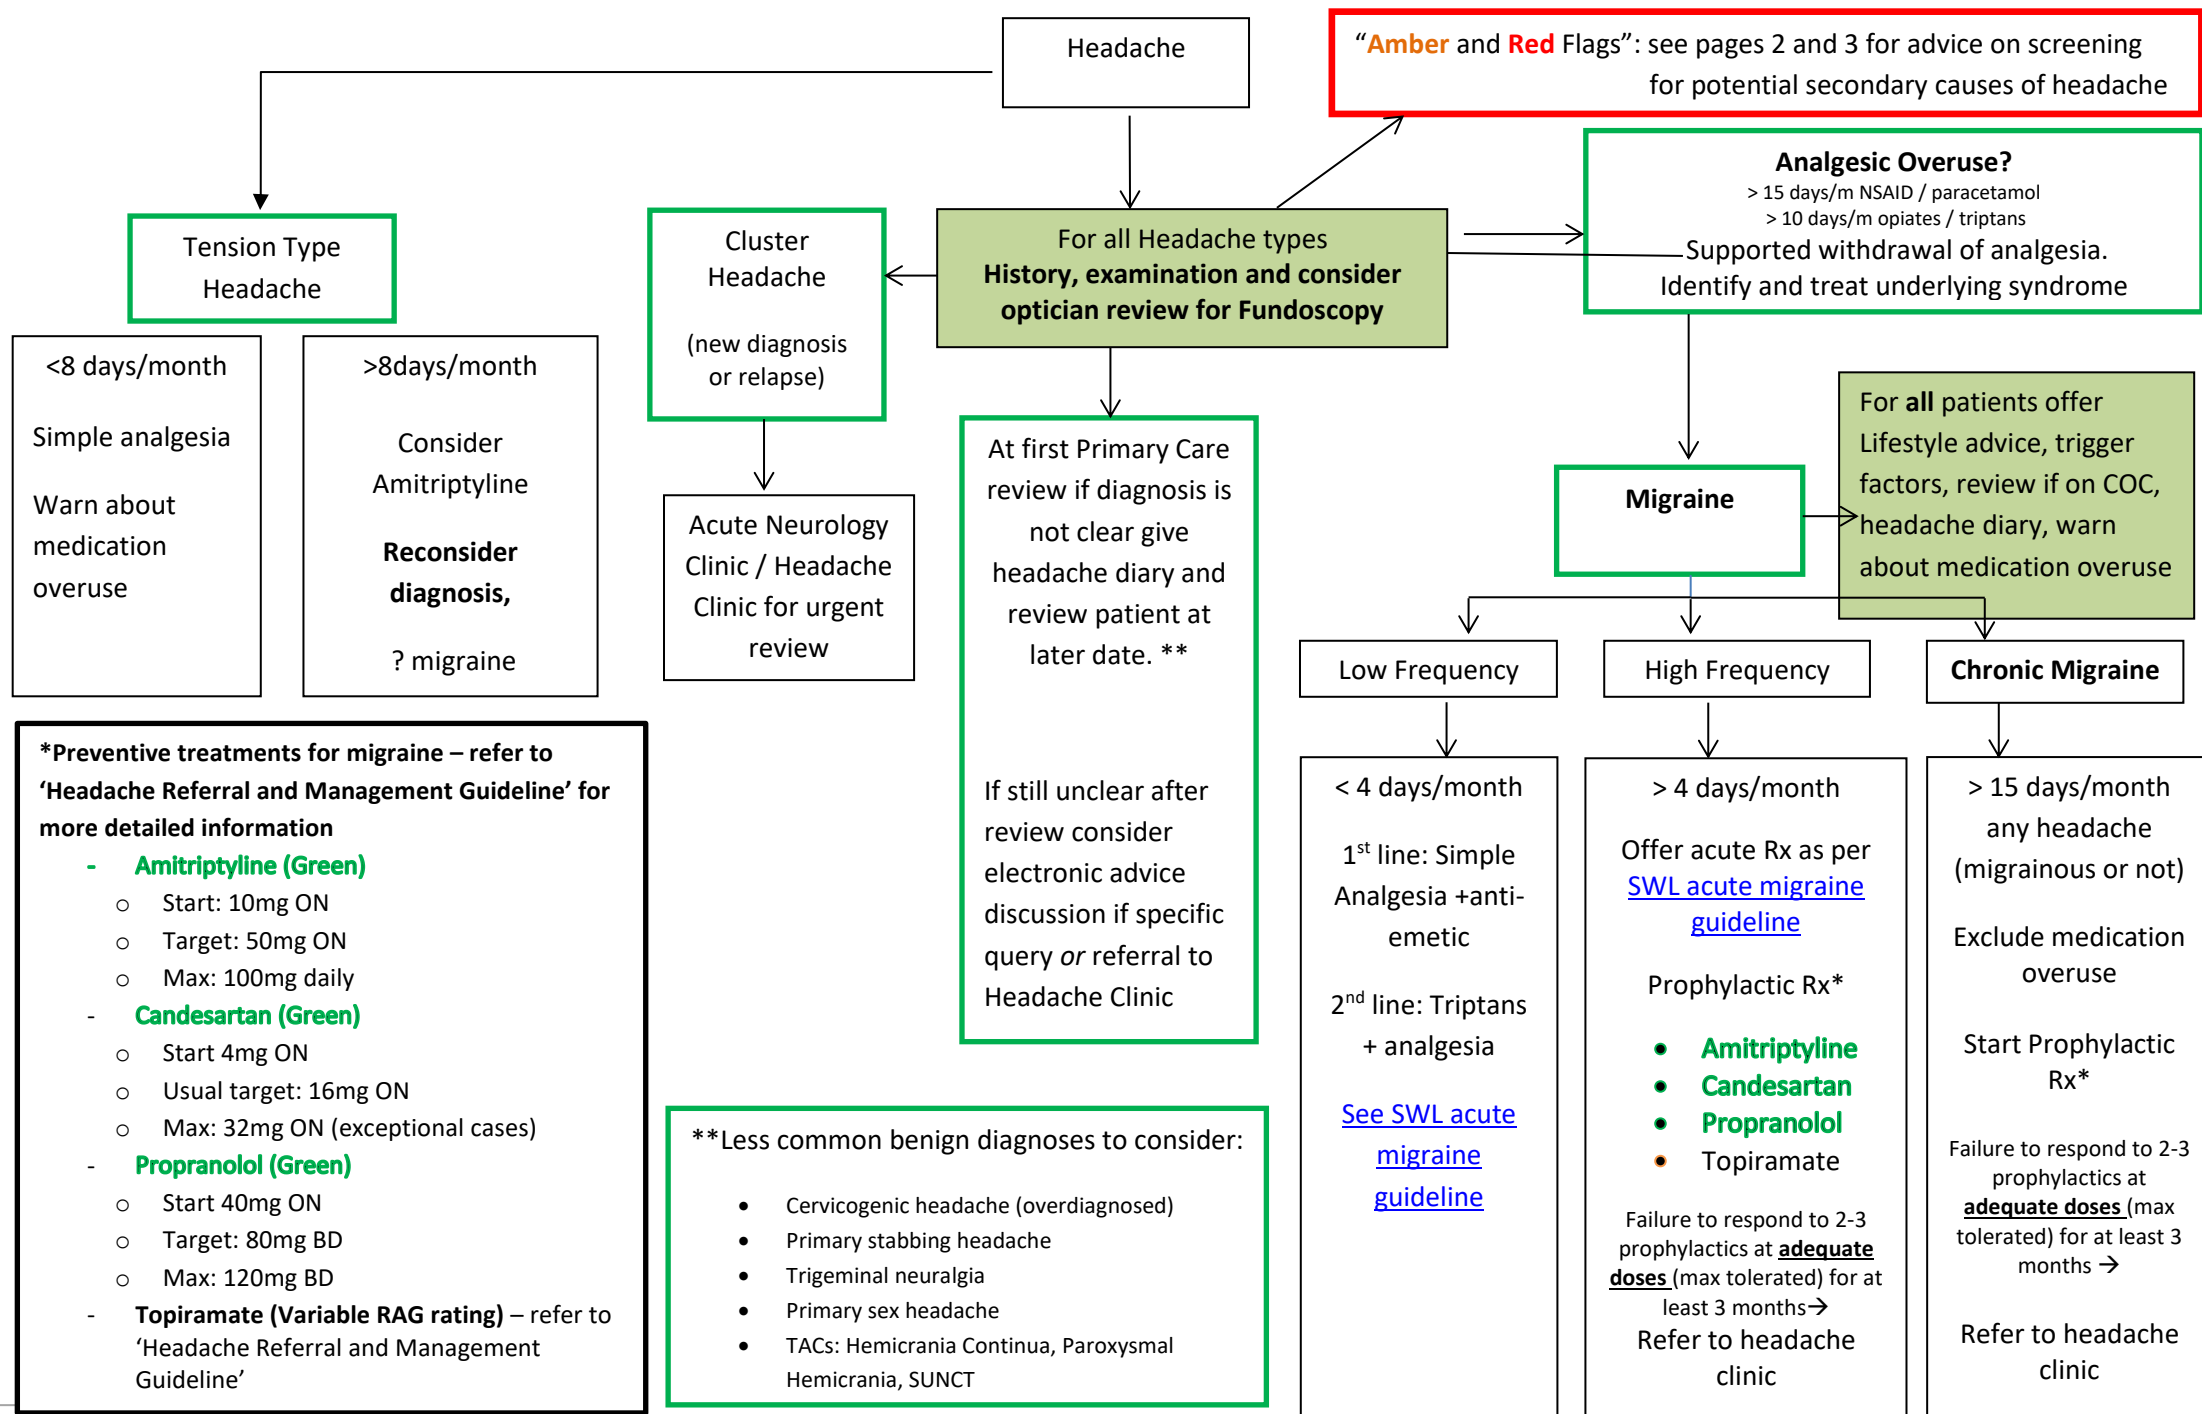 Headache
“Amber and Red Flags”: see pages 2 and 3 for advice on screening
for potential secondary causes of headache
Analgesic Overuse?
> 15 days/m NSAID / paracetamol
> 10 days/m opiates / triptans
Supported withdrawal of analgesia.
Identify and treat underlying syndrome
Tension Type
Headache
Cluster
Headache
(new diagnosis
or relapse)
For all Headache types
History, examination and consider
optician review for Fundoscopy
<8 days/month
Simple analgesia
Warn about
medication
overuse
>8days/month
Consider
Amitriptyline
Reconsider
diagnosis,
? migraine
Acute Neurology
Clinic / Headache
Clinic for urgent
review
At first Primary Care
review if diagnosis is
not clear give
headache diary and
review patient at
later date. **
If still unclear after
review consider
electronic advice
discussion if specific
query or referral to
Headache Clinic
Migraine
For all patients offer
Lifestyle advice, trigger
factors, review if on COC,
headache diary, warn
about medication overuse
Low Frequency
High Frequency
Chronic Migraine
< 4 days/month
1st line: Simple
Analgesia +anti-
emetic
2nd line: Triptans
+ analgesia
See SWL acute
migraine
guideline
> 4 days/month
Offer acute Rx as per
SWL acute migraine
guideline
Prophylactic Rx*
• Amitriptyline
• Candesartan
• Propranolol
• Topiramate
Failure to respond to 2-3
prophylactics at adequate
doses (max tolerated) for at
least 3 months→
Refer to headache
clinic
> 15 days/month
any headache
(migrainous or not)
Exclude medication
overuse
Start Prophylactic
Rx*
Failure to respond to 2-3
prophylactics at
adequate doses (max
tolerated) for at least 3
months →
Refer to headache
clinic
*Preventive treatments for migraine – refer to
‘Headache Referral and Management Guideline’ for
more detailed information
- Amitriptyline (Green)
o Start: 10mg ON
o Target: 50mg ON
o Max: 100mg daily
- Candesartan (Green)
o Start 4mg ON
o Usual target: 16mg ON
o Max: 32mg ON (exceptional cases)
- Propranolol (Green)
o Start 40mg ON
o Target: 80mg BD
o Max: 120mg BD
- Topiramate (Variable RAG rating) – refer to
‘Headache Referral and Management
Guideline’
**Less common benign diagnoses to consider:
• Cervicogenic headache (overdiagnosed)
• Primary stabbing headache
• Trigeminal neuralgia
• Primary sex headache
• TACs: Hemicrania Continua, Paroxysmal
Hemicrania, SUNCT